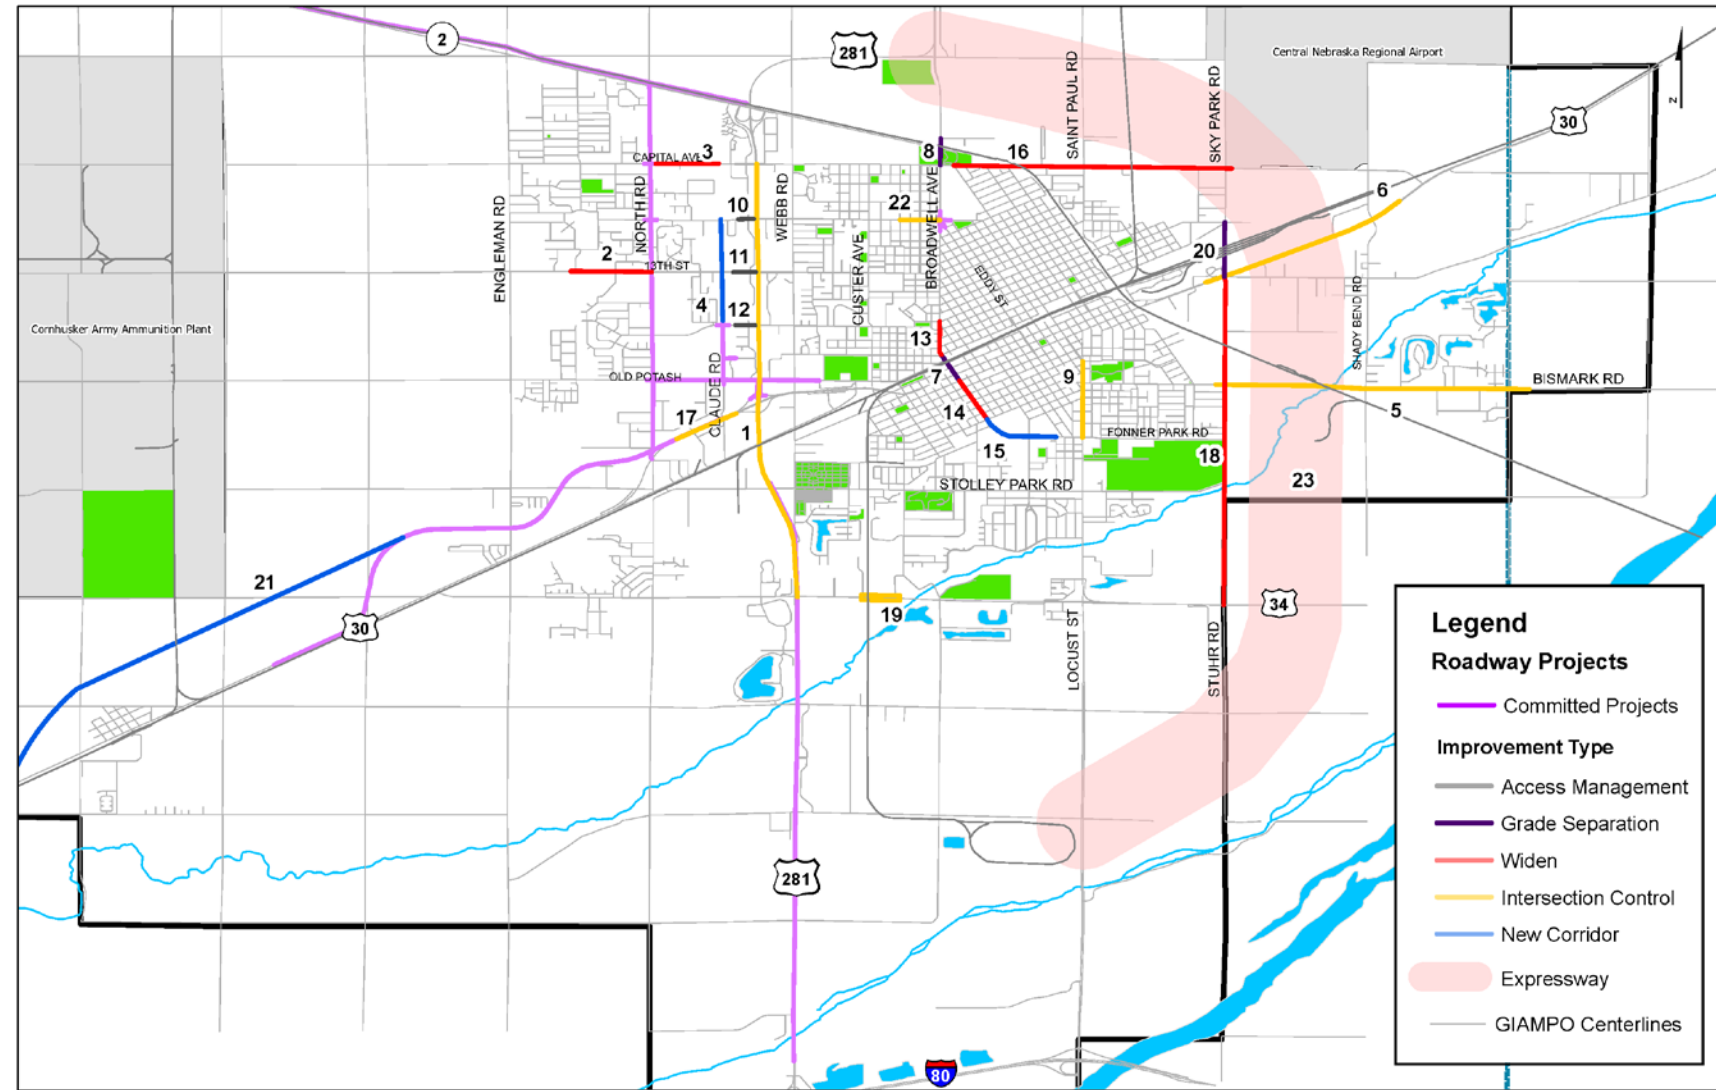 2
281
Central Nebraska Regional Airport
SAINT PAUL RD
SKY PARK RD
N
30
CAPITAL AVE
3
8
16
6
ENGLEMAN RD
NORTH RD
10
WEBB RD
22
BROADWELL AVE
2
13TH ST
11
CUSTER AVE
EDDY ST
20
Cornhusker Army Ammunition Plant
4
12
13
SHADY BEND RD
OLD POTASH
CLAUDE RD
7
9
BISMARK RD
17
1
14
5
15
FONNER PARK RD
18
STOLLEY PARK RD
23
21
30
19
34
LOCUST ST
STUHR RD
281
80
Legend
Roadway Projects
Committed Projects
Improvement Type
Access Management
Grade Separation
Widen
Intersection Control
New Corridor
Expressway
GIAMPO Centerlines